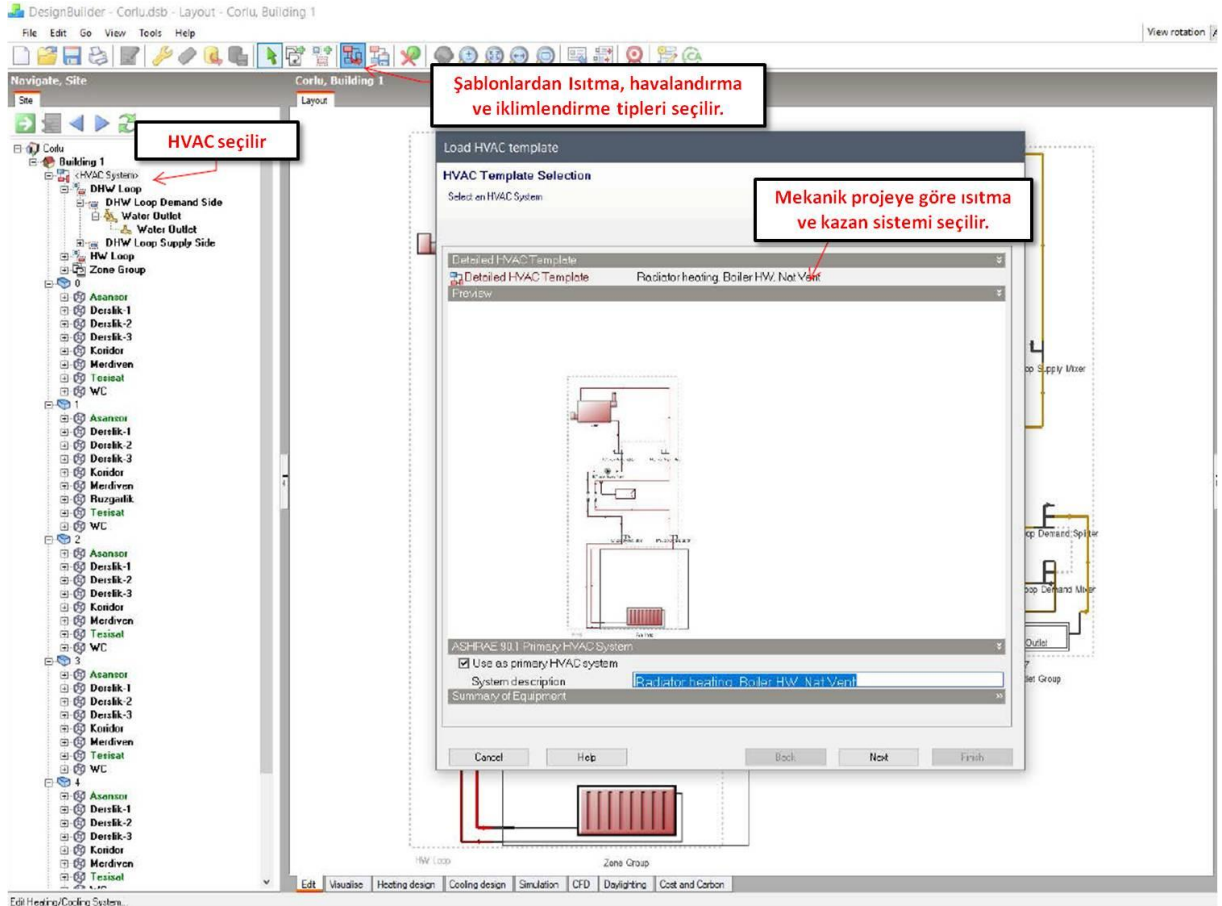 DesignBuilder - Corlu.dsb - Layout - Corlu, Building 1
File Edit Go View Tools Help
View rotation
Navigate, Site
Site
Corlu
Building 1
<HVAC System>
DHW Loop
DHW Loop Demand Side
Water Outlet
Water Outlet
DHW Loop Supply Side
HW Loop
Zone Group
0
Asansor
Derslik-1
Derslik-2
Derslik-3
Koridor
Merdiven
Tesisat
WC
1
Asansor
Derslik-1
Derslik-2
Derslik-3
Koridor
Merdiven
Ruzgarlik
Tesisat
WC
2
Asansor
Derslik-1
Derslik-2
Derslik-3
Koridor
Merdiven
Tesisat
WC
3
Asansor
Derslik-1
Derslik-2
Derslik-3
Koridor
Merdiven
Tesisat
WC
4
Asansor
Derslik-1
Derslik-2
Derslik-3
Koridor
Merdiven
Tesisat
HVAC seçilir
Corlu, Building 1
Layout
Şablonlardan Isıtma, havalandırma
ve iklimlendirme tipleri seçilir.
Load HVAC template
HVAC Template Selection
Select an HVAC System
Mekanik projeye göre ısıtma
ve kazan sistemi seçilir.
Detailed HVAC Template
Detailed HVAC Template Radiator heating, Boiler HW, Nat Vent
Preview
ASHRAE 90.1 Primary HVAC System
Use as primary HVAC system
System description Radiator heating, Boiler HW, Nat Vent
Summary of Equipment
Cancel Help Back Next Finish
op Supply Mixer
op Demand Splitter
oop Demand Mixer
Outlet
let Group
HW Loop
Zone Group
Edit Visualise Heating design Cooling design Simulation CFD Daylighting Cost and Carbon
Edit Heating/Cooling System...